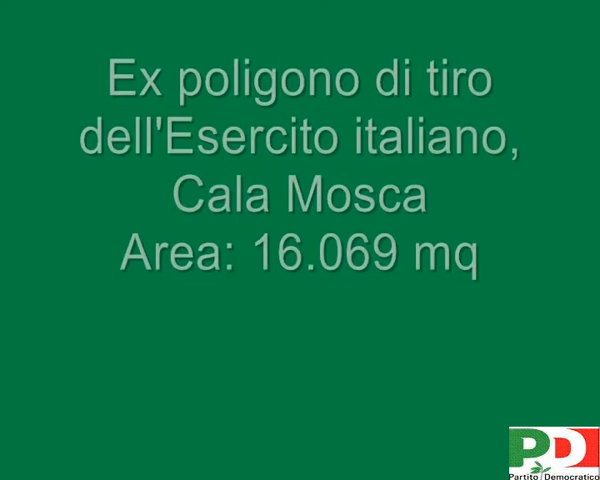 Ex poligono di tiro
dell'Esercito italiano,
Cala Mosca
Area: 16.069 mq
PD
Partito Democratico